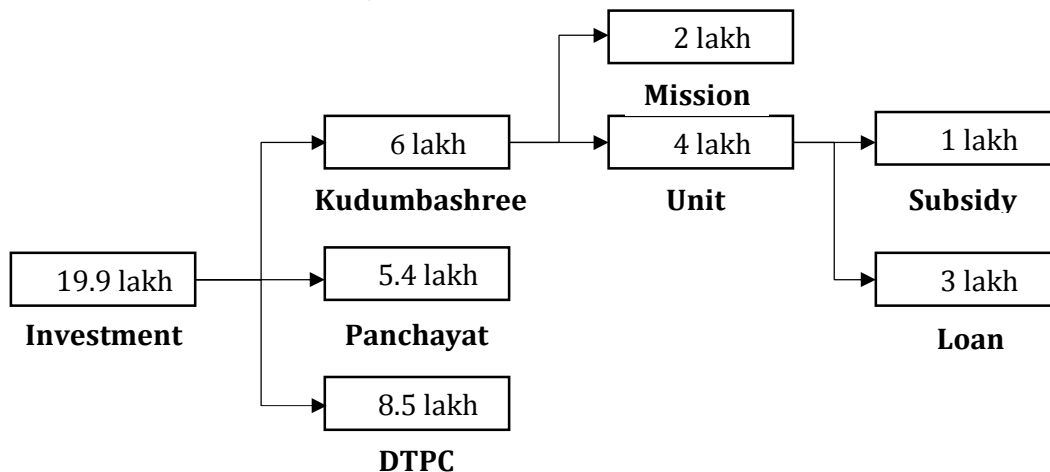 2 lakh
Mission
6 lakh
4 lakh
1 lakh
Kudumbashree
Unit
Subsidy
19.9 lakh
5.4 lakh
3 lakh
Investment
Panchayat
Loan
8.5 lakh
DTPC